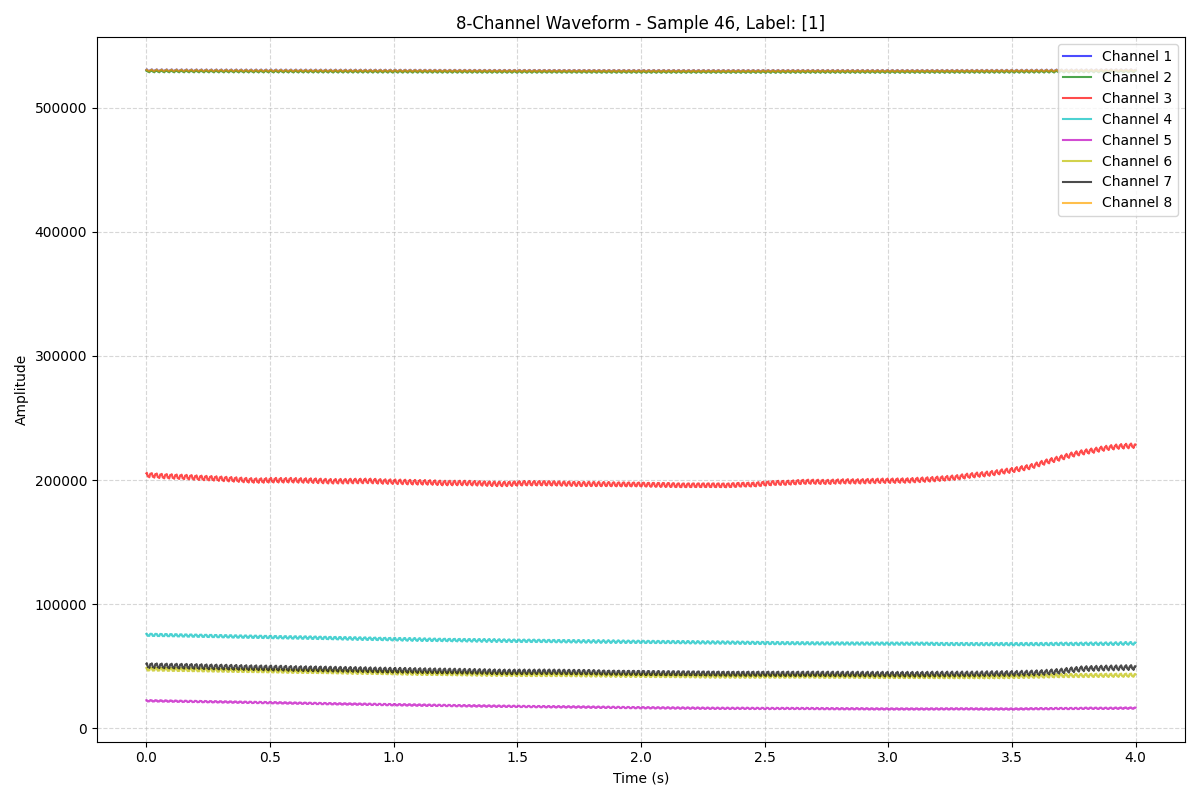 8-Channel Waveform - Sample 46, Label: [1]
Amplitude
500000
400000
300000
200000
100000
0
Channel 1
Channel 2
Channel 3
Channel 4
Channel 5
Channel 6
Channel 7
Channel 8
0.0 0.5 1.0 1.5 2.0 2.5 3.0 3.5 4.0
Time (s)